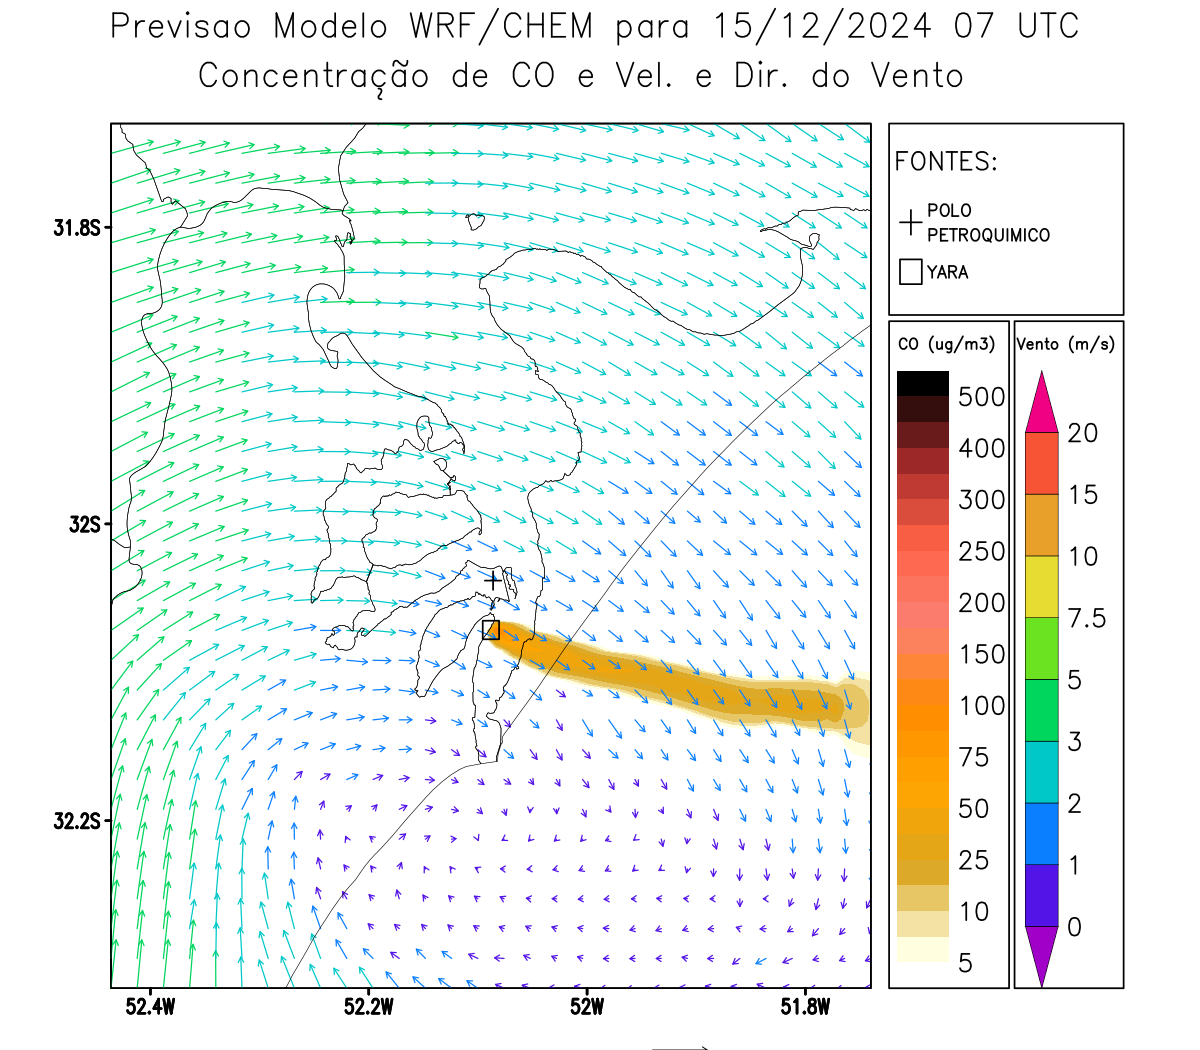 Previsao Modelo WRF/CHEM para 15/12/2024 07 UTC
Concentração de CO e Vel. e Dir. do Vento
FONTES:
POLO
PETROQUIMICO
YARA
CO (ug/m3)
500
400
300
250
200
150
100
75
50
25
10
5
Vento (m/s)
20
15
10
7.5
5
3
2
1
0
31.8S
32S
32.2S
52.4W
52.2W
52W
51.8W